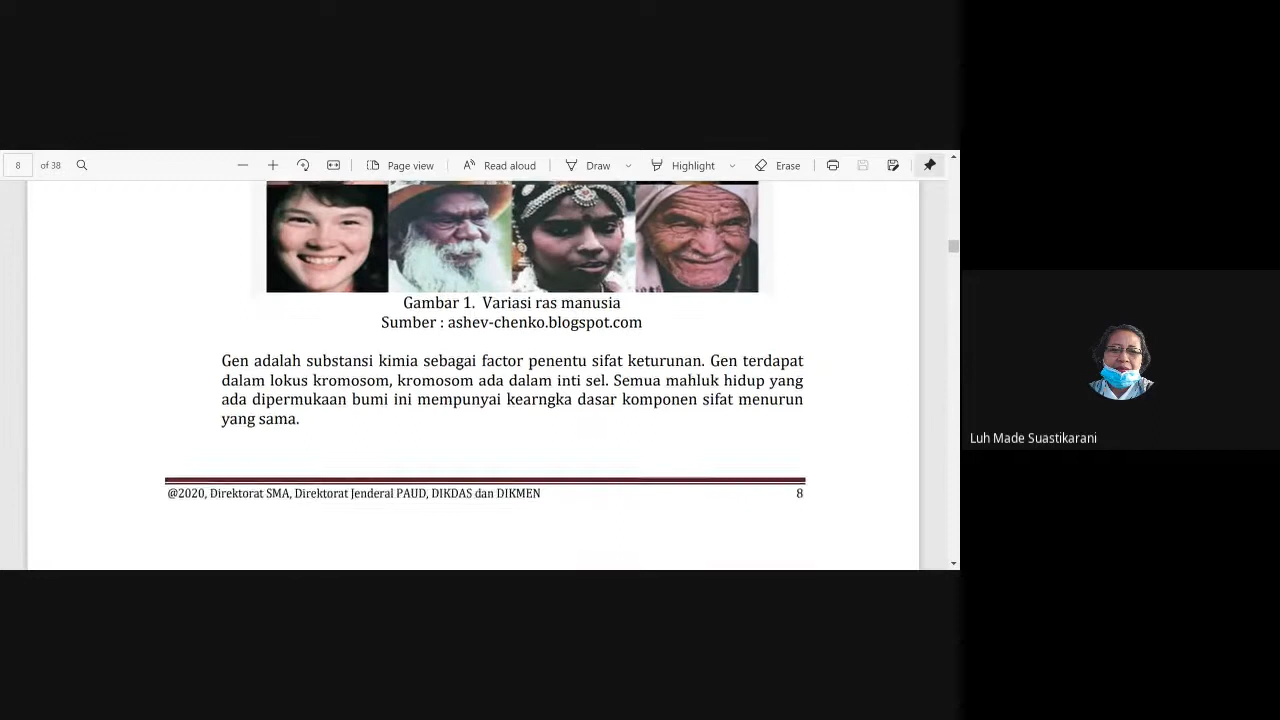 8 of 38 Page view Read aloud Draw Highlight Erase
Gambar 1. Variasi ras manusia
Sumber : ashev-chenko.blogspot.com
Gen adalah substansi kimia sebagai factor penentu sifat keturunan. Gen terdapat
dalam lokus kromosom, kromosom ada dalam inti sel. Semua mahluk hidup yang
ada dipermukaan bumi ini menpunyai kearngka dasar komponen sifat menurun
yang sama.
@2020, Direktorat SMA, Direktorat Jenderal PAUD, DIKDAS dan DIKMEN 8
Luh Made Suastikarani